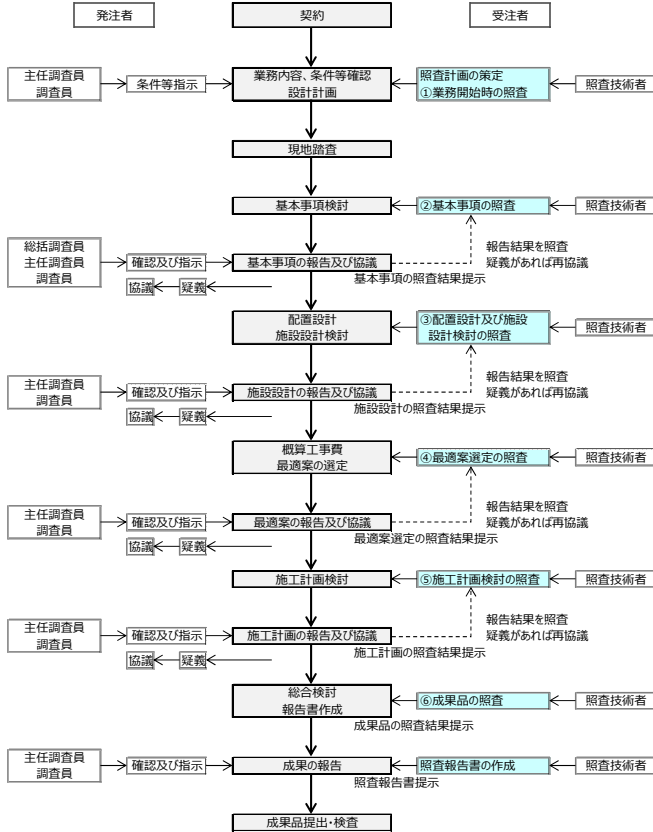 発注者
契約
受注者
主任調査員
調査員
条件等指示
業務内容、条件等確認
設計計画
照査計画の策定
①業務開始時の照査
照査技術者
現地踏査
基本事項検討
②基本事項の照査
照査技術者
総括調査員
主任調査員
調査員
確認及び指示
基本事項の報告及び協議
報告結果を照査
疑義があれば再協議
基本事項の照査結果提示
協議
疑義
配置設計
施設設計検討
③配置設計及び施設
設計検討の照査
照査技術者
主任調査員
調査員
確認及び指示
施設設計の報告及び協議
報告結果を照査
疑義があれば再協議
施設設計の照査結果提示
協議
疑義
概算工事費
最適案の選定
④最適案選定の照査
照査技術者
主任調査員
調査員
確認及び指示
最適案の報告及び協議
報告結果を照査
疑義があれば再協議
最適案選定の照査結果提示
協議
疑義
施工計画検討
⑤施工計画検討の照査
照査技術者
主任調査員
調査員
確認及び指示
施工計画の報告及び協議
報告結果を照査
疑義があれば再協議
施工計画の照査結果提示
協議
疑義
総合検討
報告書作成
⑥成果品の照査
照査技術者
成果品の照査結果提示
主任調査員
調査員
確認及び指示
成果の報告
照査報告書の作成
照査技術者
照査報告書提示
成果品提出・検査